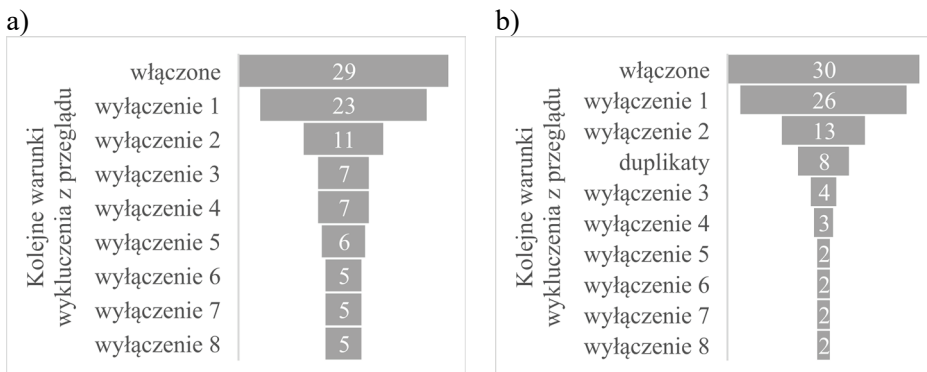 a)
Kolejne warunki
wykluczenia z przeglądu
włączone 29
wyłączenie 1 23
wyłączenie 2 11
wyłączenie 3 7
wyłączenie 4 7
wyłączenie 5 6
wyłączenie 6 5
wyłączenie 7 5
wyłączenie 8 5
b)
Kolejne warunki
wykluczenia z przeglądu
włączone 30
wyłączenie 1 26
wyłączenie 2 13
duplikaty 8
wyłączenie 3 4
wyłączenie 4 3
wyłączenie 5 2
wyłączenie 6 2
wyłączenie 7 2
wyłączenie 8 2